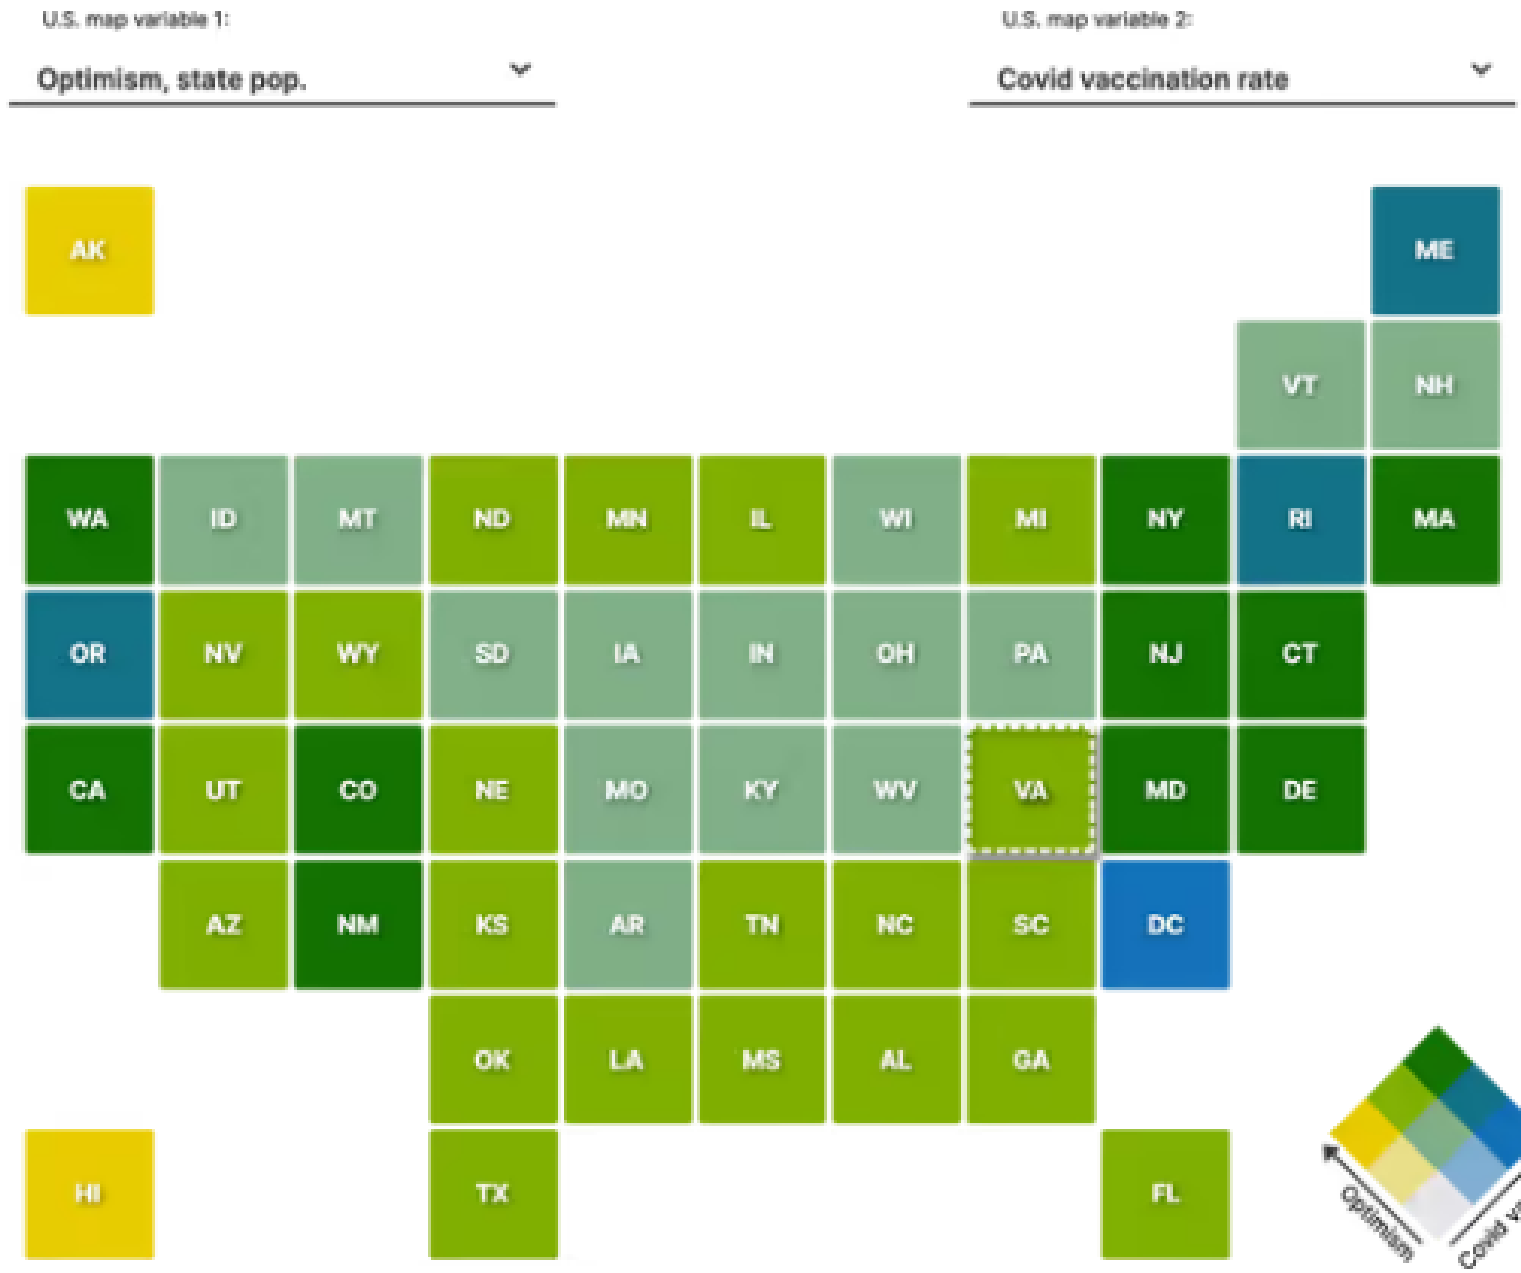 U.S. map variable 1:
U.S. map variable 2:
Optimism, state pop.
Covid vaccination rate
AK
ME
VT
NH
WA
ID
MT
ND
MN
IL
WI
MI
NY
RI
MA
OR
NV
WY
SD
IA
IN
OH
PA
NJ
CT
CA
UT
CO
NE
MO
KY
WV
VA
MD
DE
AZ
NM
KS
AR
TN
NC
SC
DC
OK
LA
MS
AL
GA
HI
TX
FL
Optimism
Covid